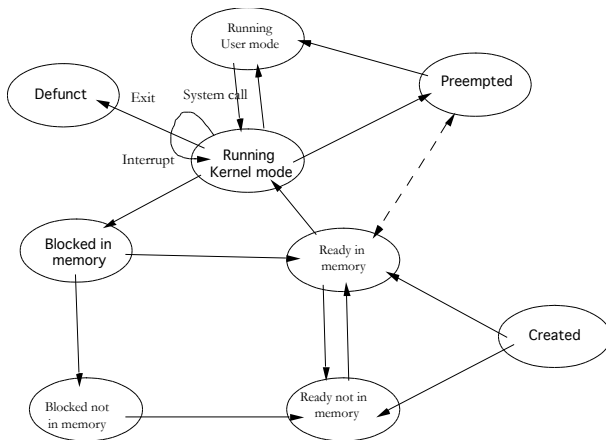 Running
User mode
Preempted
Defunct
Exit
System call
Interrupt
Running
Kernel mode
Blocked in
memory
Ready in
memory
Created
Blocked not
in memory
Ready not in
memory